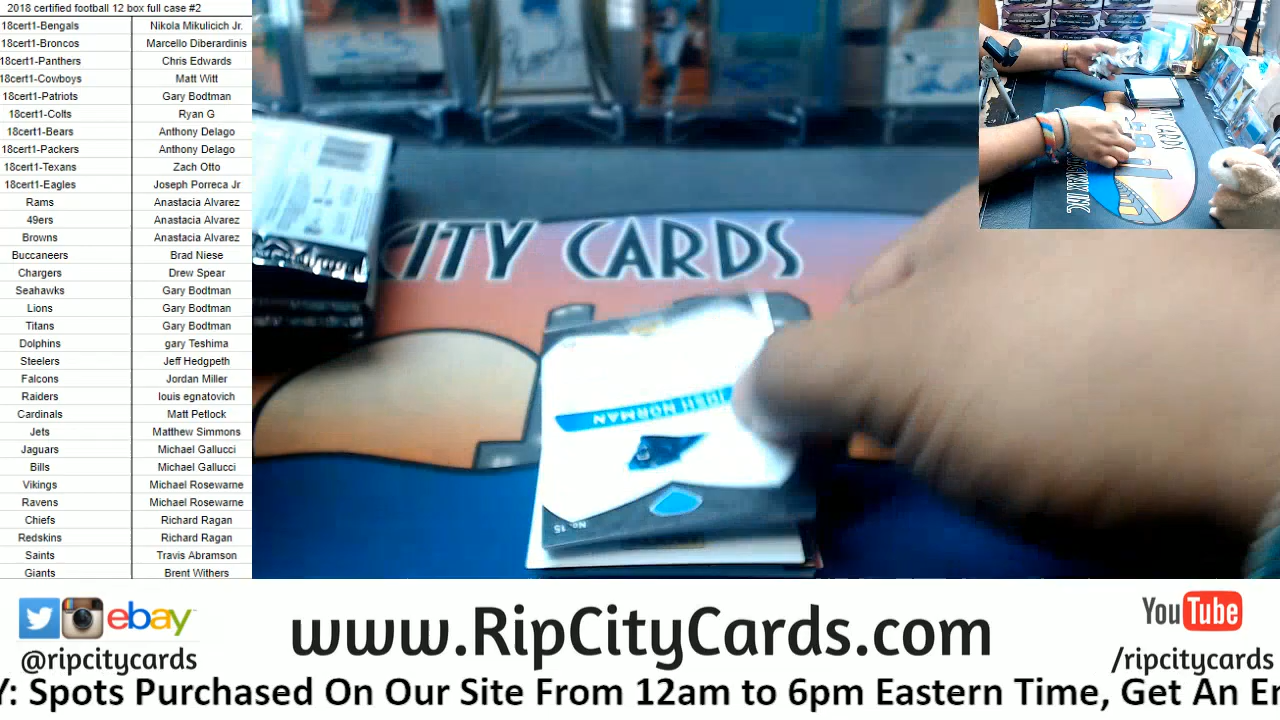 2018 certified football 12 box full case #2
18cert1-Bengals Nikola Mikulicich Jr.
18cert1-Broncos Marcello Diberardinis
18cert1-Panthers Chris Edwards
18cert1-Cowboys Matt Witt
18cert1-Patriots Gary Bodtman
18cert1-Colts Ryan G
18cert1-Bears Anthony Delago
18cert1-Packers Anthony Delago
18cert1-Texans Zach Otto
18cert1-Eagles Joseph Porreca Jr
Rams Anastacia Alvarez
49ers Anastacia Alvarez
Browns Anastacia Alvarez
Buccaneers Brad Niese
Chargers Drew Spear
Seahawks Gary Bodtman
Lions Gary Bodtman
Titans Gary Bodtman
Dolphins gary Teshima
Steelers Jeff Hedgpeth
Falcons Jordan Miller
Raiders louis egnatovich
Cardinals Matt Petlock
Jets Matthew Simmons
Jaguars Michael Gallucci
Bills Michael Gallucci
Vikings Michael Rosewarne
Ravens Michael Rosewarne
Chiefs Richard Ragan
Redskins Richard Ragan
Saints Travis Abramson
Giants Brent Withers
CITY CARDS
JOSH NORMAN
No. 15
ebay
@ripcitycards
www.RipCityCards.com
YouTube
/ripcitycards
Y: Spots Purchased On Our Site From 12am to 6pm Eastern Time, Get An En